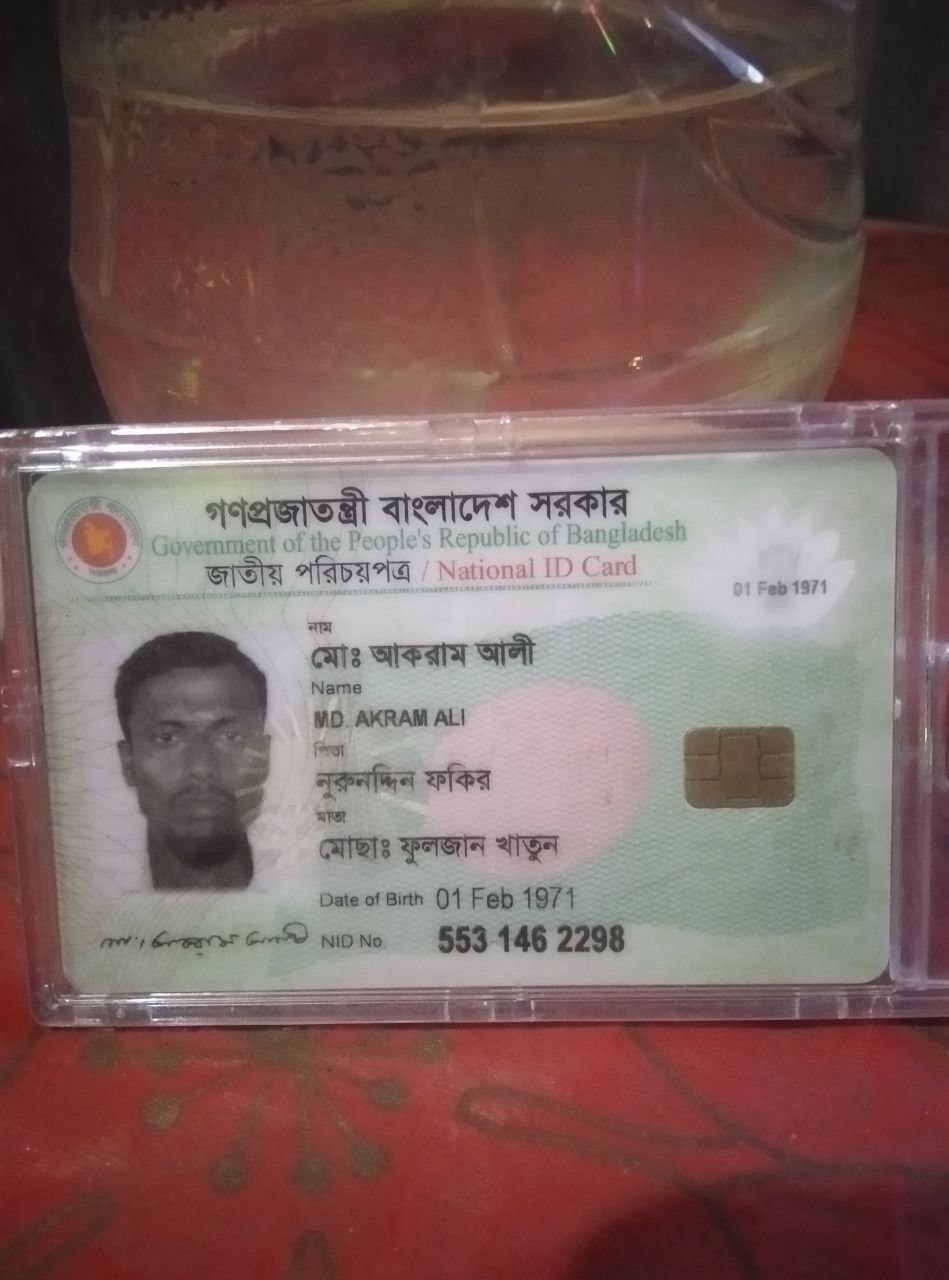 গণপ্রজাতন্ত্রী বাংলাদেশ সরকার
Government of the People's Republic of Bangladesh
জাতীয় পরিচয়পত্র / National ID Card
01 Feb 1971
নাম
মোঃ আকরাম আলী
Name
MD. AKRAM ALI
পিতা
নুরুনদ্দিন ফকির
মাতা
মোছাঃ ফুলজান খাতুন
Date of Birth 01 Feb 1971
NID No. 553 146 2298